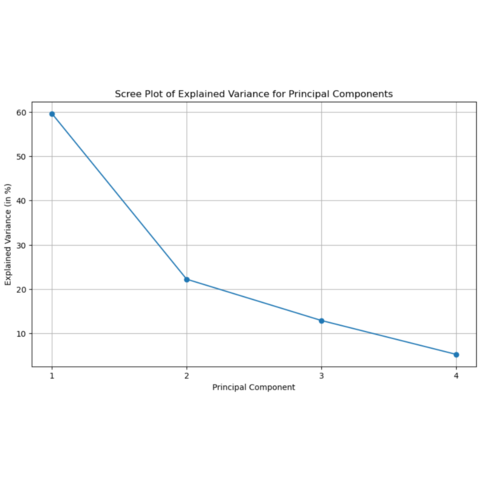 Scree Plot of Explained Variance for Principal Components
Explained Variance (in %)
60
50
40
30
20
10
1 2 3 4
Principal Component